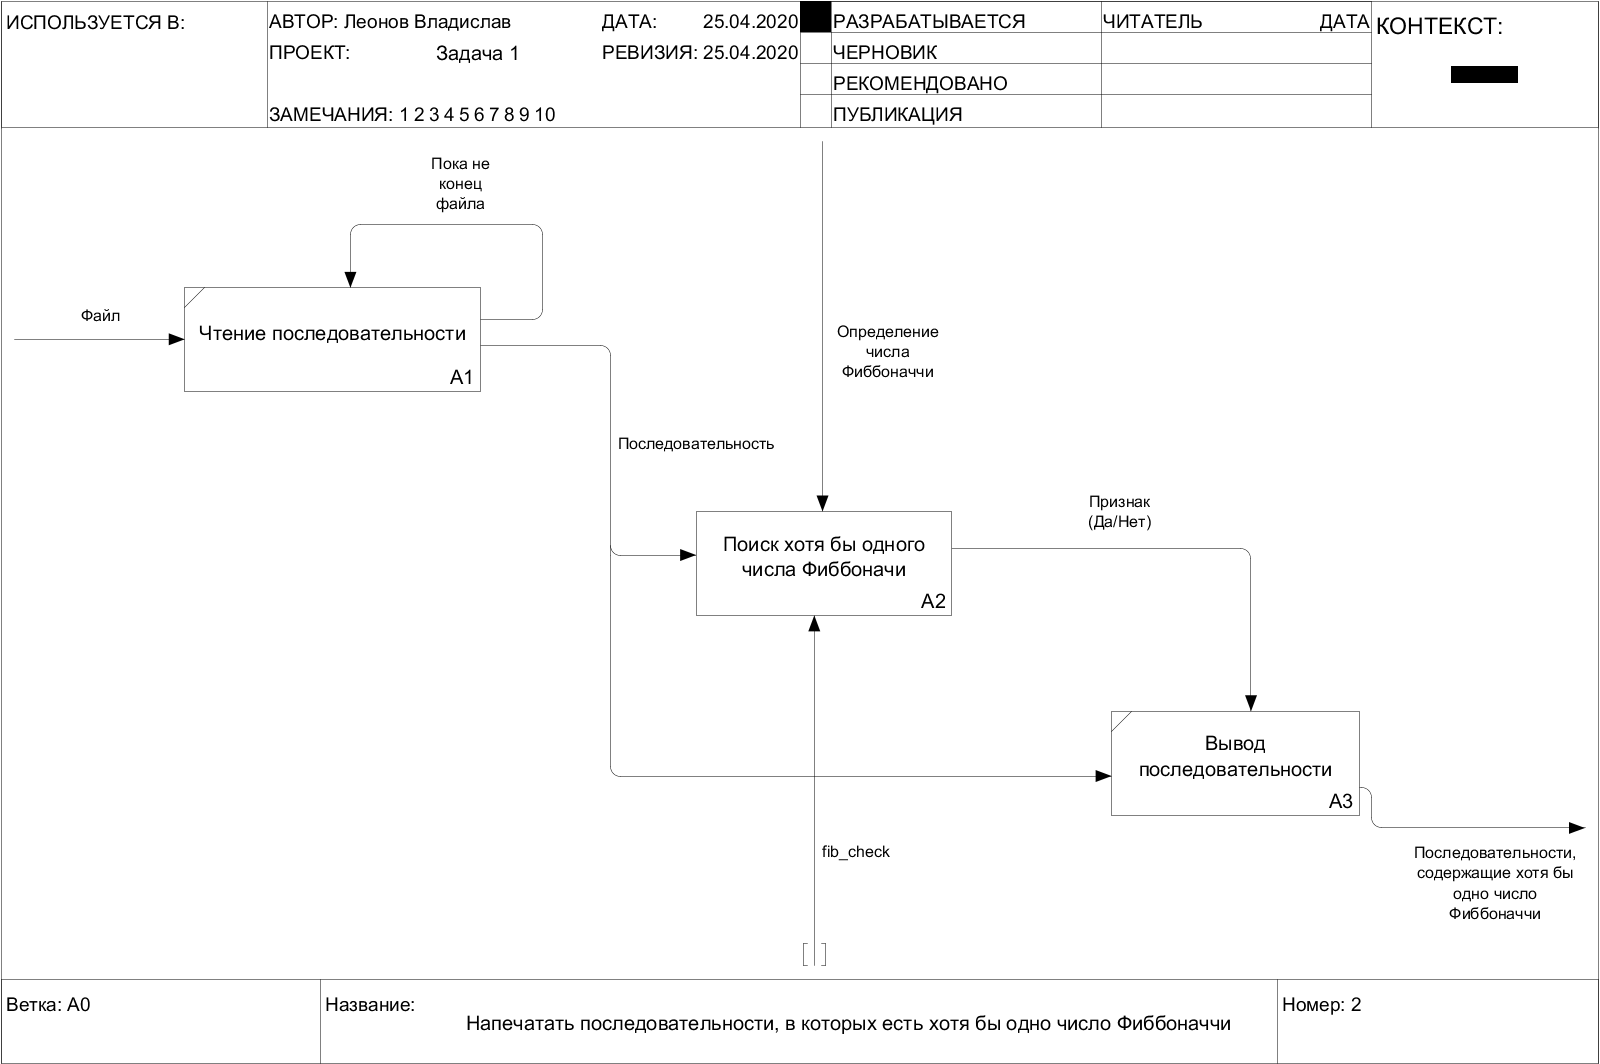 ИСПОЛЬЗУЕТСЯ В:
АВТОР: Леонов Владислав
ДАТА: 25.04.2020
ПРОЕКТ: Задача 1
РЕВИЗИЯ: 25.04.2020
ЗАМЕЧАНИЯ: 1 2 3 4 5 6 7 8 9 10
РАЗРАБАТЫВАЕТСЯ
ЧЕРНОВИК
РЕКОМЕНДОВАНО
ПУБЛИКАЦИЯ
ЧИТАТЕЛЬ
ДАТА
КОНТЕКСТ:
Пока не
конец
файла
Файл
Чтение последовательности
A1
Определение
числа
Фиббоначчи
Последовательность
Поиск хотя бы одного
числа Фиббоначи
A2
Признак
(Да/Нет)
Вывод
последовательности
A3
fib_check
Последовательности,
содержащие хотя бы
одно число
Фиббоначчи
[ ]
Ветка: A0
Название:
Напечатать последовательности, в которых есть хотя бы одно число Фиббоначчи
Номер: 2